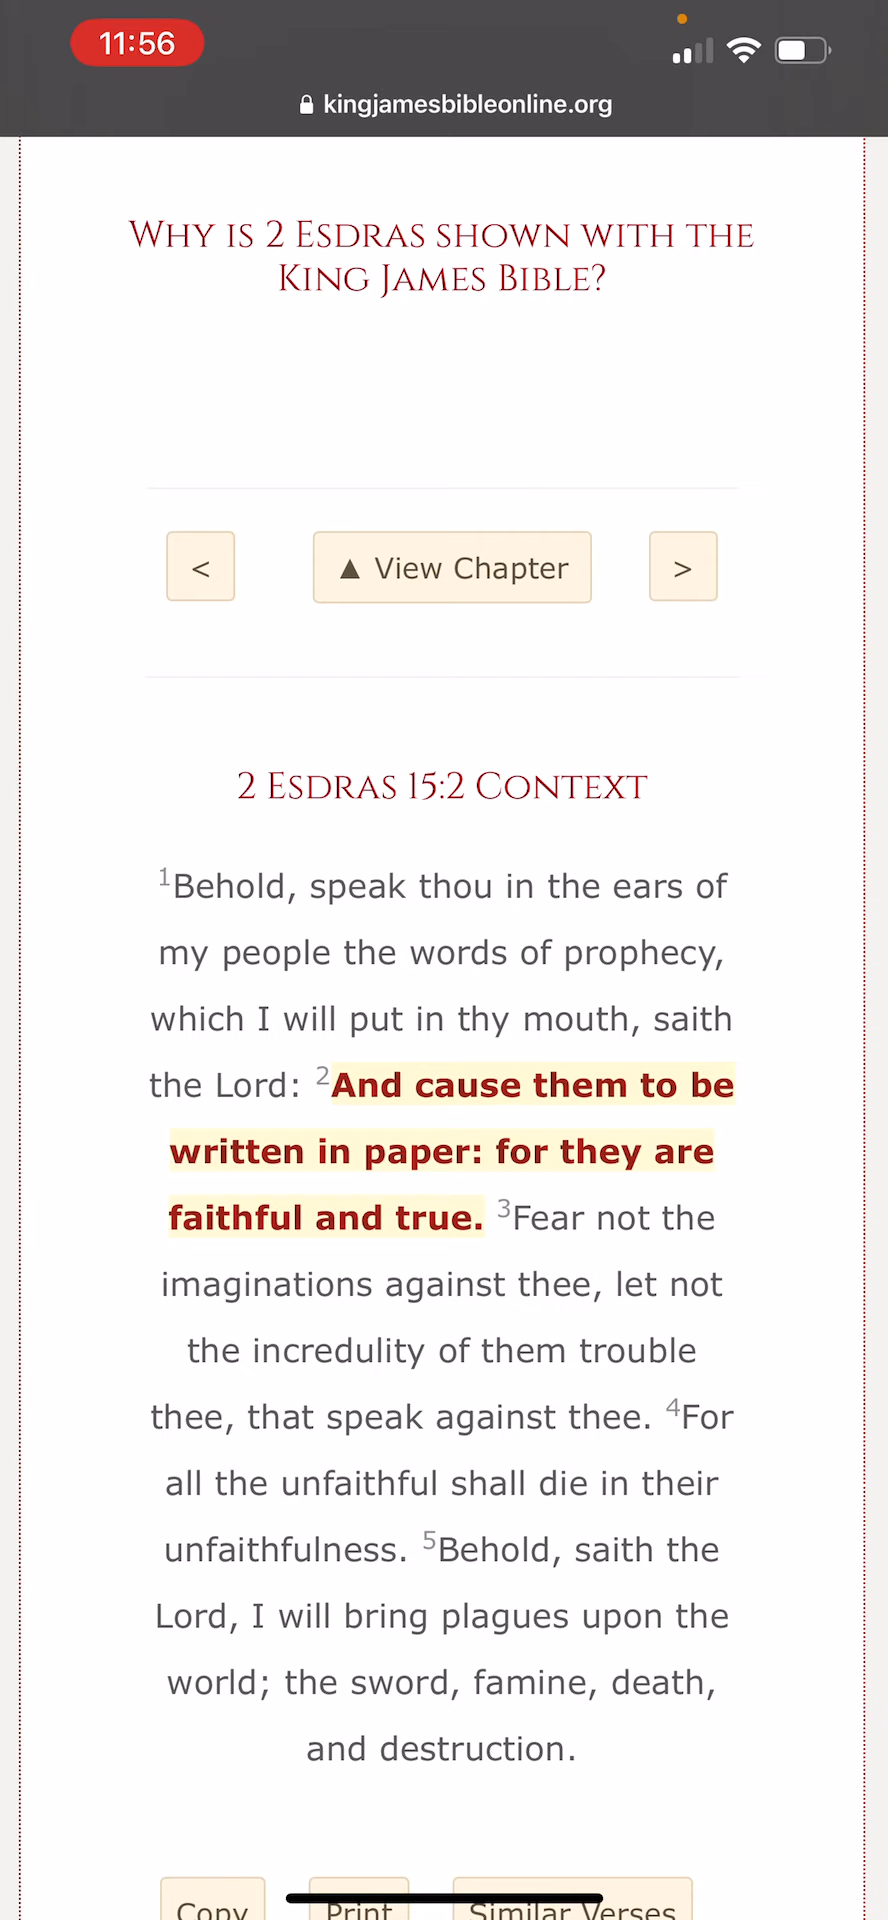 11:56
kingjamesbibleonline.org
Why is 2 Esdras shown with the
King James Bible?
<
▲ View Chapter
>
2 Esdras 15:2 Context
1Behold, speak thou in the ears of
my people the words of prophecy,
which I will put in thy mouth, saith
the Lord: 2And cause them to be
written in paper: for they are
faithful and true. 3Fear not the
imaginations against thee, let not
the incredulity of them trouble
thee, that speak against thee. 4For
all the unfaithful shall die in their
unfaithfulness. 5Behold, saith the
Lord, I will bring plagues upon the
world; the sword, famine, death,
and destruction.
Copy
Print
Similar Verses